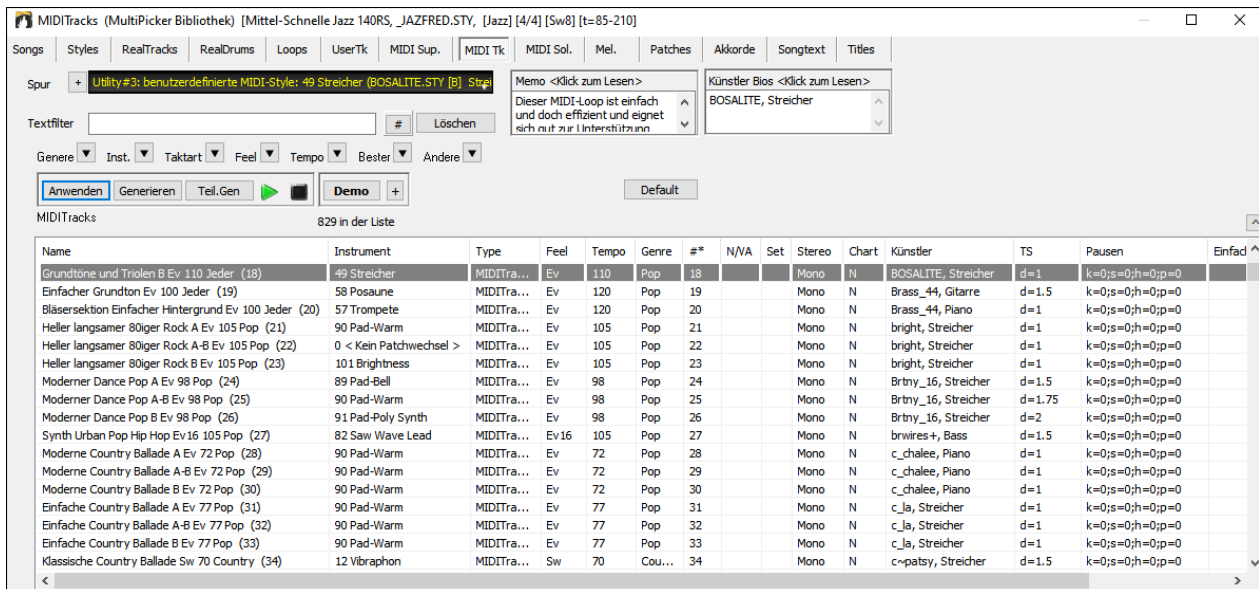 MIDITracks (MultiPicker Bibliothek) [Mittel-Schnelle Jazz 140RS, _JAZFRED.STY, [Jazz] [4/4] [Sw8] [t=85-210]
Songs Styles RealTracks RealDrums Loops UserTk MIDI Sup. MIDI Tk MIDI Sol. Mel. Patches Akkorde Songtext Titles
Spur + Utility#3: benutzerdefinierte MIDI-Style: 49 Streicher (BOSALITE.STY [B] Strei
Memo <Klick zum Lesen>
Dieser MIDI-Loop ist einfach
und doch effizient und eignet
sich gut zur Unterstützung
Künstler Bios <Klick zum Lesen>
BOSALITE, Streicher
Textfilter # Löschen
Genere Inst. Taktart Feel Tempo Bester Andere
Anwenden Generieren Teil.Gen Demo + Default
MIDITracks 829 in der Liste
Name Instrument Type Feel Tempo Genre #* N/VA Set Stereo Chart Künstler TS Pausen Einfach
Grundtöne und Triolen B Ev 110 Jeder (18) 49 Streicher MIDITra... Ev 110 Pop 18 Mono N BOSALITE, Streicher d=1 k=0;s=0;h=0;p=0
Einfacher Grundton Ev 100 Jeder (19) 58 Posaune MIDITra... Ev 120 Pop 19 Mono N Brass_44, Gitarre d=1.5 k=0;s=0;h=0;p=0
Bläsersektion Einfacher Hintergrund Ev 100 Jeder (20) 57 Trompete MIDITra... Ev 120 Pop 20 Mono N Brass_44, Piano d=1 k=0;s=0;h=0;p=0
Heller langsamer 80iger Rock A Ev 105 Pop (21) 90 Pad-Warm MIDITra... Ev 105 Pop 21 Mono N bright, Streicher d=1 k=0;s=0;h=0;p=0
Heller langsamer 80iger Rock A-B Ev 105 Pop (22) 0 < Kein Patchwechsel > MIDITra... Ev 105 Pop 22 Mono N bright, Streicher d=1 k=0;s=0;h=0;p=0
Heller langsamer 80iger Rock B Ev 105 Pop (23) 101 Brightness MIDITra... Ev 105 Pop 23 Mono N bright, Streicher d=1 k=0;s=0;h=0;p=0
Moderner Dance Pop A Ev 98 Pop (24) 89 Pad-Bell MIDITra... Ev 98 Pop 24 Mono N Brtny_16, Streicher d=1.5 k=0;s=0;h=0;p=0
Moderner Dance Pop A-B Ev 98 Pop (25) 90 Pad-Warm MIDITra... Ev 98 Pop 25 Mono N Brtny_16, Streicher d=1.75 k=0;s=0;h=0;p=0
Moderner Dance Pop B Ev 98 Pop (26) 91 Pad-Poly Synth MIDITra... Ev 98 Pop 26 Mono N Brtny_16, Streicher d=2 k=0;s=0;h=0;p=0
Synth Urban Pop Hip Hop Ev16 105 Pop (27) 82 Saw Wave Lead MIDITra... Ev16 105 Pop 27 Mono N brwires+, Bass d=1.5 k=0;s=0;h=0;p=0
Moderne Country Ballade A Ev 72 Pop (28) 90 Pad-Warm MIDITra... Ev 72 Pop 28 Mono N c_chalee, Piano d=1 k=0;s=0;h=0;p=0
Moderne Country Ballade A-B Ev 72 Pop (29) 90 Pad-Warm MIDITra... Ev 72 Pop 29 Mono N c_chalee, Piano d=1 k=0;s=0;h=0;p=0
Moderne Country Ballade B Ev 72 Pop (30) 90 Pad-Warm MIDITra... Ev 72 Pop 30 Mono N c_chalee, Piano d=1 k=0;s=0;h=0;p=0
Einfache Country Ballade A Ev 77 Pop (31) 90 Pad-Warm MIDITra... Ev 77 Pop 31 Mono N c_la, Streicher d=1 k=0;s=0;h=0;p=0
Einfache Country Ballade A-B Ev 77 Pop (32) 90 Pad-Warm MIDITra... Ev 77 Pop 32 Mono N c_la, Streicher d=1 k=0;s=0;h=0;p=0
Einfache Country Ballade B Ev 77 Pop (33) 90 Pad-Warm MIDITra... Ev 77 Pop 33 Mono N c_la, Streicher d=1 k=0;s=0;h=0;p=0
Klassische Country Ballade Sw 70 Country (34) 12 Vibraphon MIDITra... Sw 70 Cou... 34 Mono N c~patsy, Streicher d=1.5 k=0;s=0;h=0;p=0